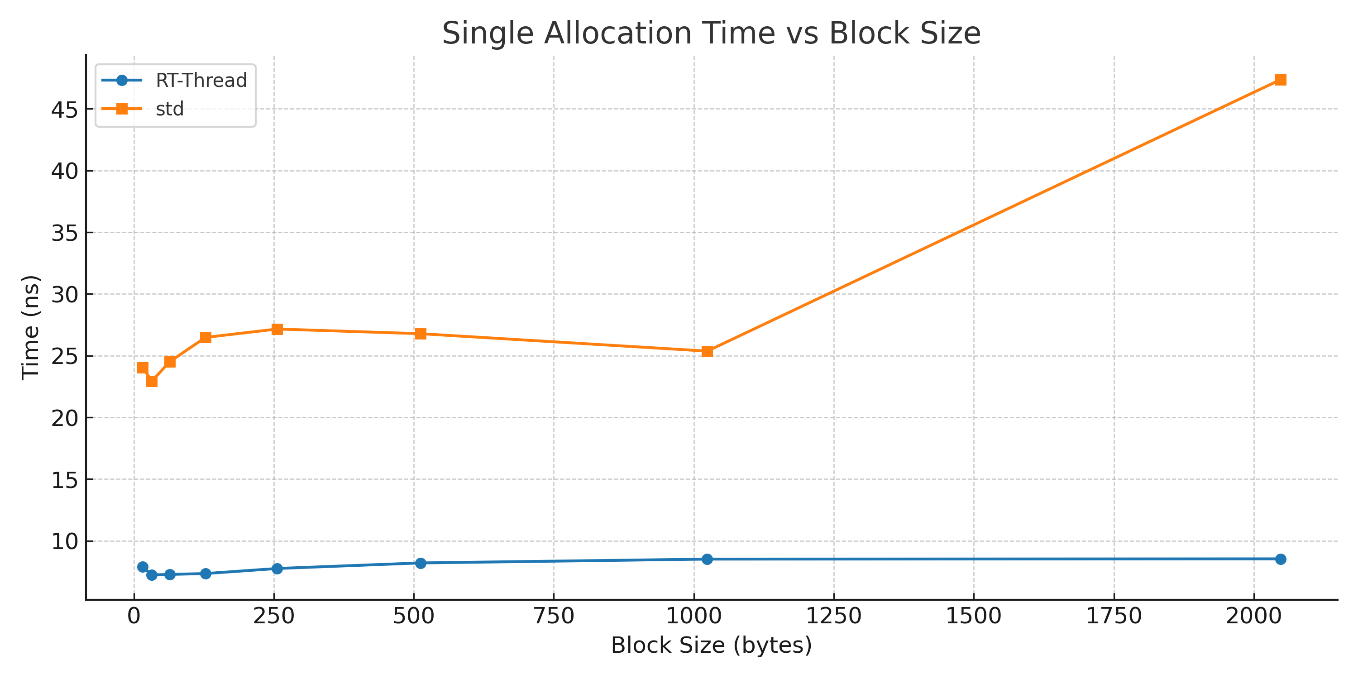 Single Allocation Time vs Block Size
RT-Thread
std
45
40
35
30
25
20
15
10
Time (ns)
0 250 500 750 1000 1250 1500 1750 2000
Block Size (bytes)